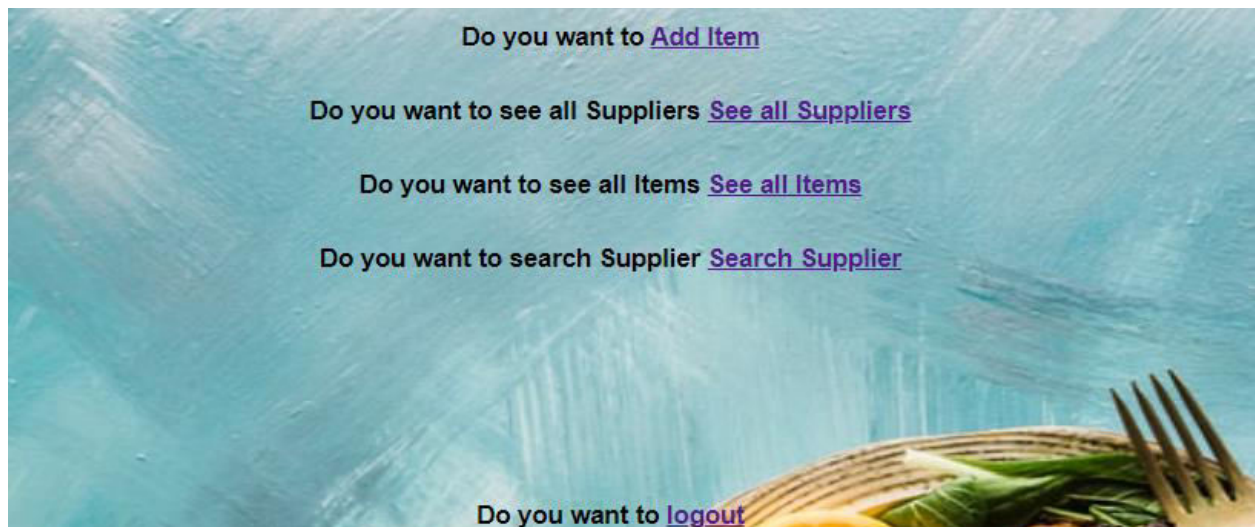 Do you want to Add Item
Do you want to see all Suppliers See all Suppliers
Do you want to see all Items See all Items
Do you want to search Supplier Search Supplier
Do you want to logout